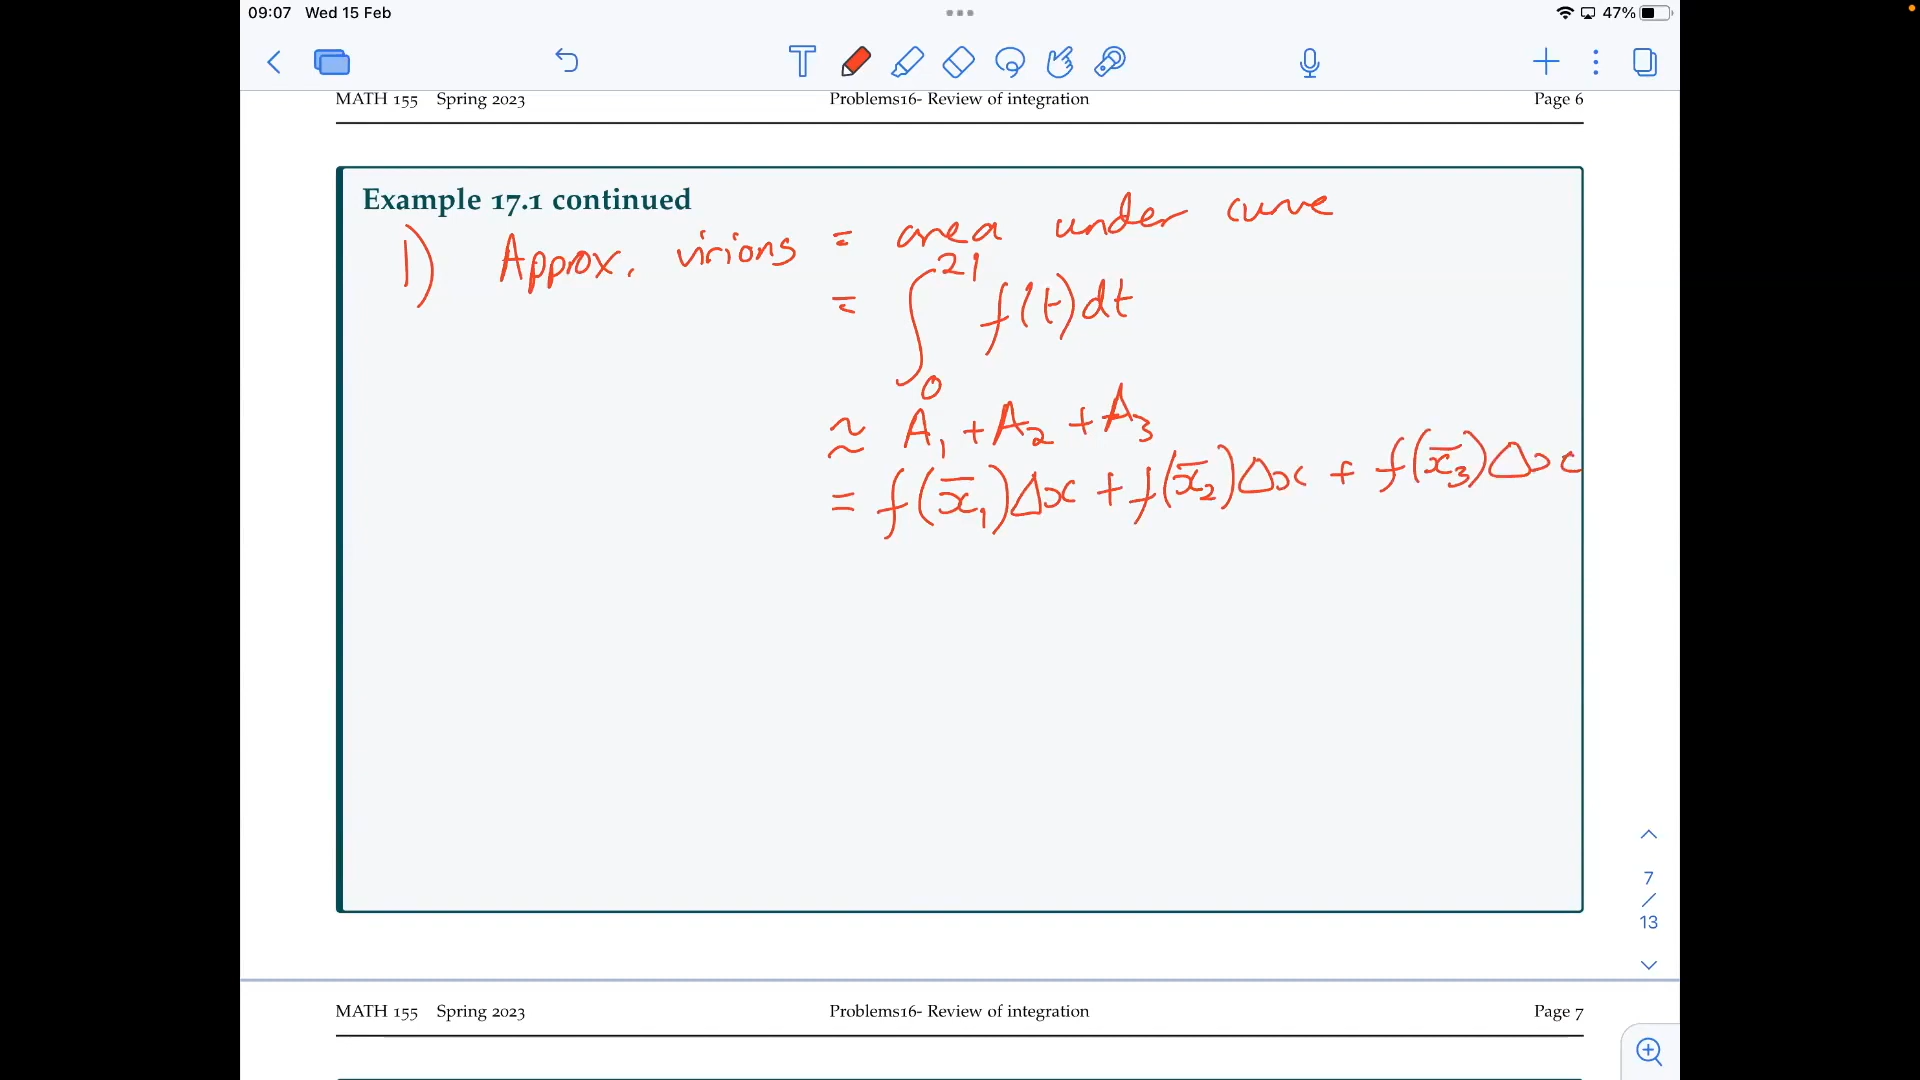 09:07 Wed 15 Feb
47%
MATH 155 Spring 2023 Problems16- Review of integration Page 6
Example 17.1 continued
1) Approx. virions = area under curve
= ∫₀²¹ f(t)dt
≈ A₁ + A₂ + A₃
= f(x̄₁)Δx + f(x̄₂)Δx + f(x̄₃)Δx
7
/
13
MATH 155 Spring 2023 Problems16- Review of integration Page 7